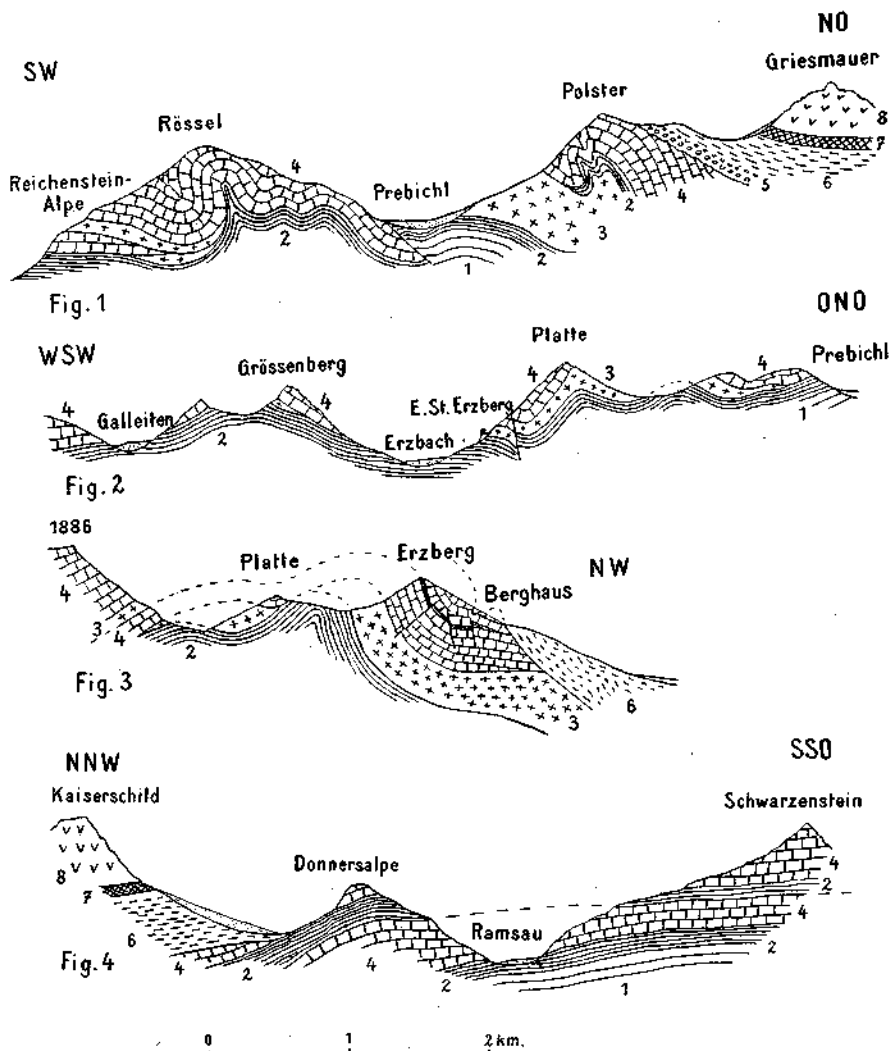 NO
SW
Griesmauer
Polster
Rössel
8
4
7
Reichenstein-
Alpe
Prebichl
2
4
5
6
2
3
1
2
Fig. 1
ONO
WSW
Platte
Grössenberg
4
3
4
Prebichl
4
4
Galleiten
E.St. Erzberg
2
Erzbach
1
Fig. 2
1886
Platte
Erzberg
NW
Berghaus
4
3
4
2
Fig. 3
6
3
NNW
SSO
Kaiserschild
Schwarzenstein
Donnersalpe
4
8
2
7
4
6
Ramsau
Fig. 4
4
2
4
2
2
1
0 1 2 km.